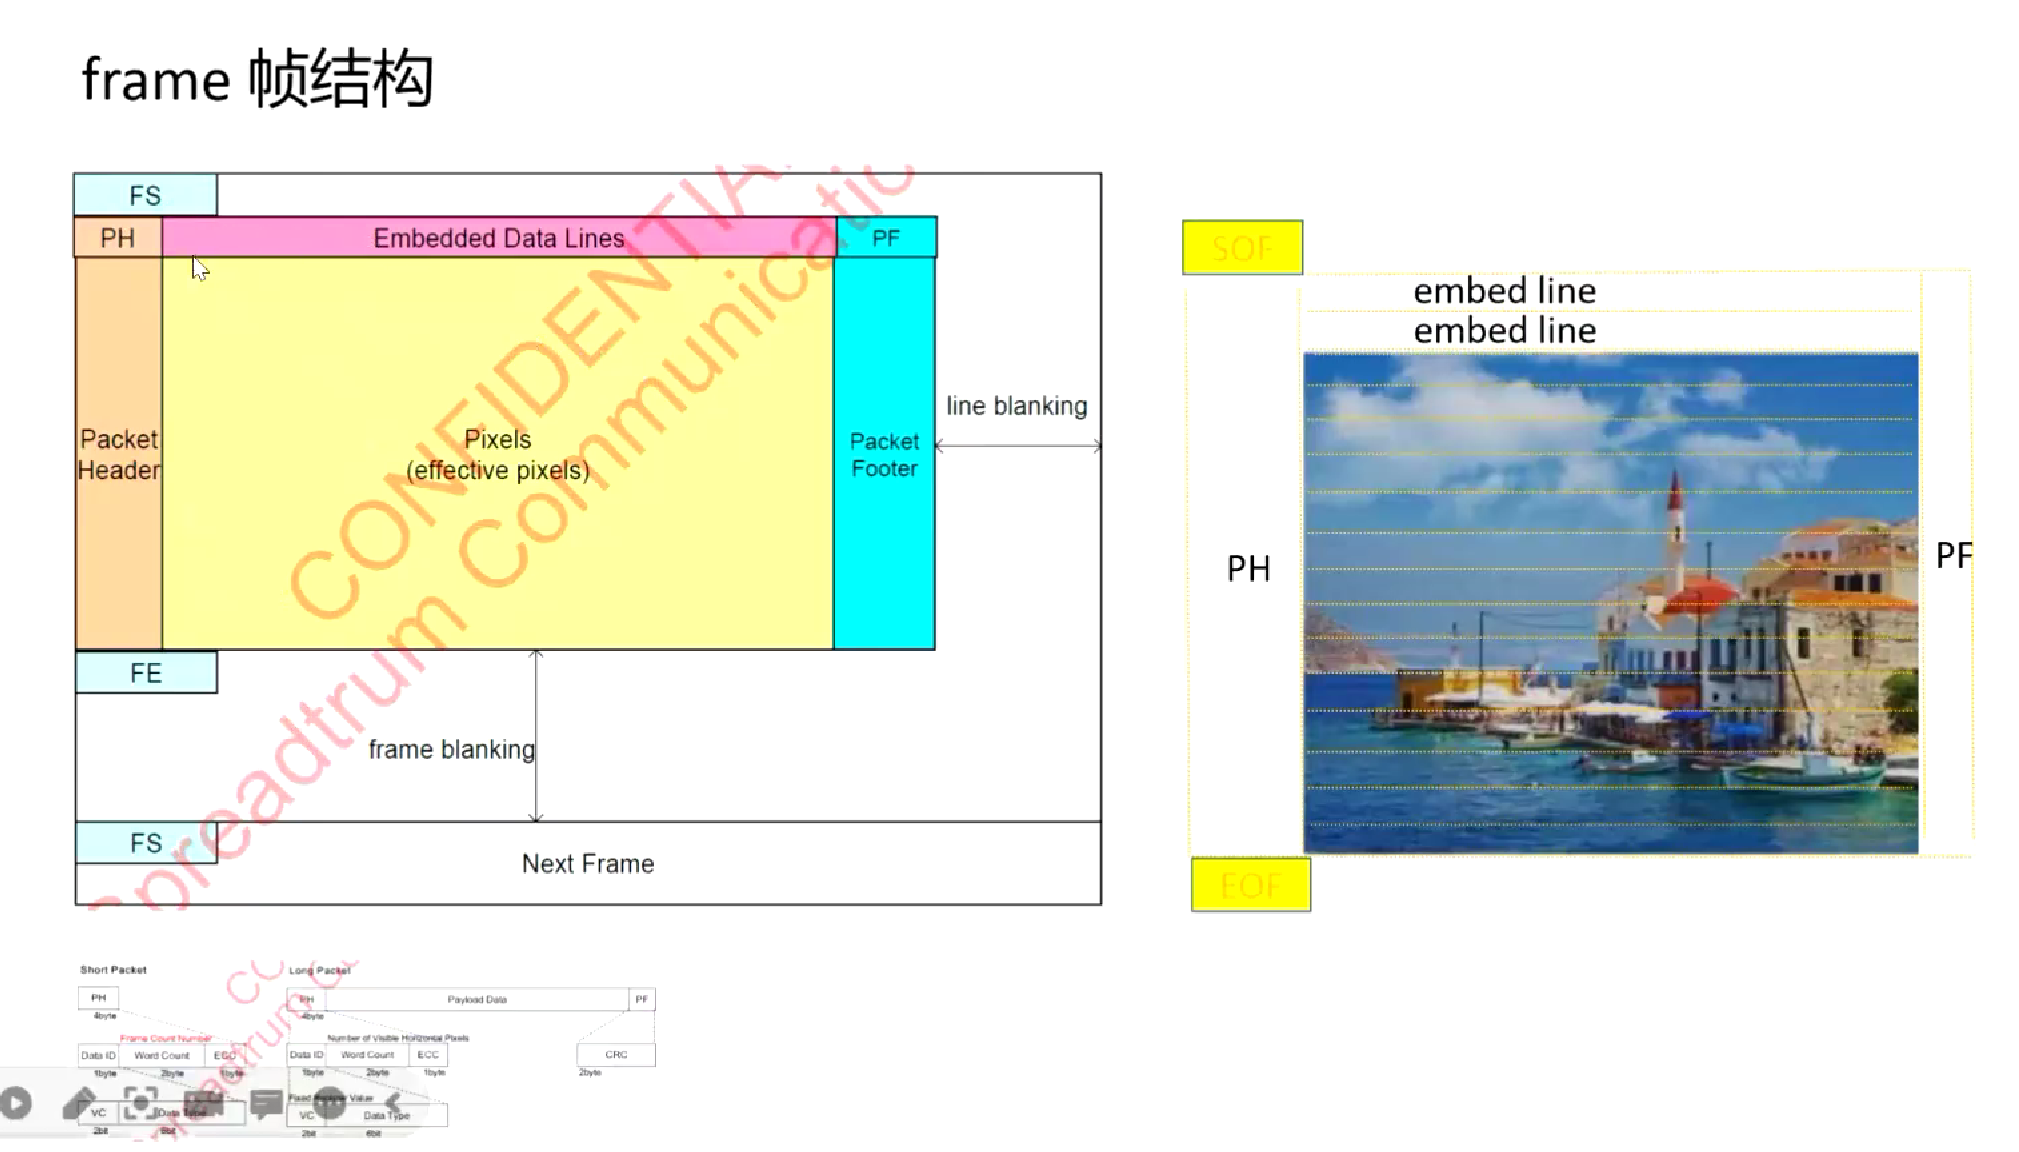 frame 帧结构
FS
PH
Embedded Data Lines
PF
Packet
Header
Pixels
(effective pixels)
Packet
Footer
line blanking
FE
frame blanking
FS
Next Frame
CONFIDENTIA
Spreadtrum Communicatic
SOF
embed line
embed line
PH
PF
EOF
Short Packet
PH
4byte
Frame Count Number
Data ID
Word Count
ECC
1byte
2byte
1byte
VC
Data Type
2bit
6bit
Long Packet
PH
Payload Data
PF
4byte
Number of Visible Horizontal Pixels
Data ID
Word Count
ECC
CRC
1byte
2byte
1byte
2byte
Value
VC
Data Type
2bit
6bit